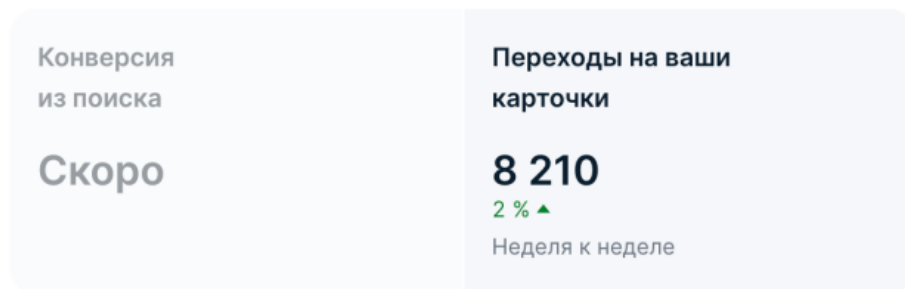 Конверсия
из поиска
Скоро
Переходы на ваши
карточки
8 210
2 %
Неделя к неделе